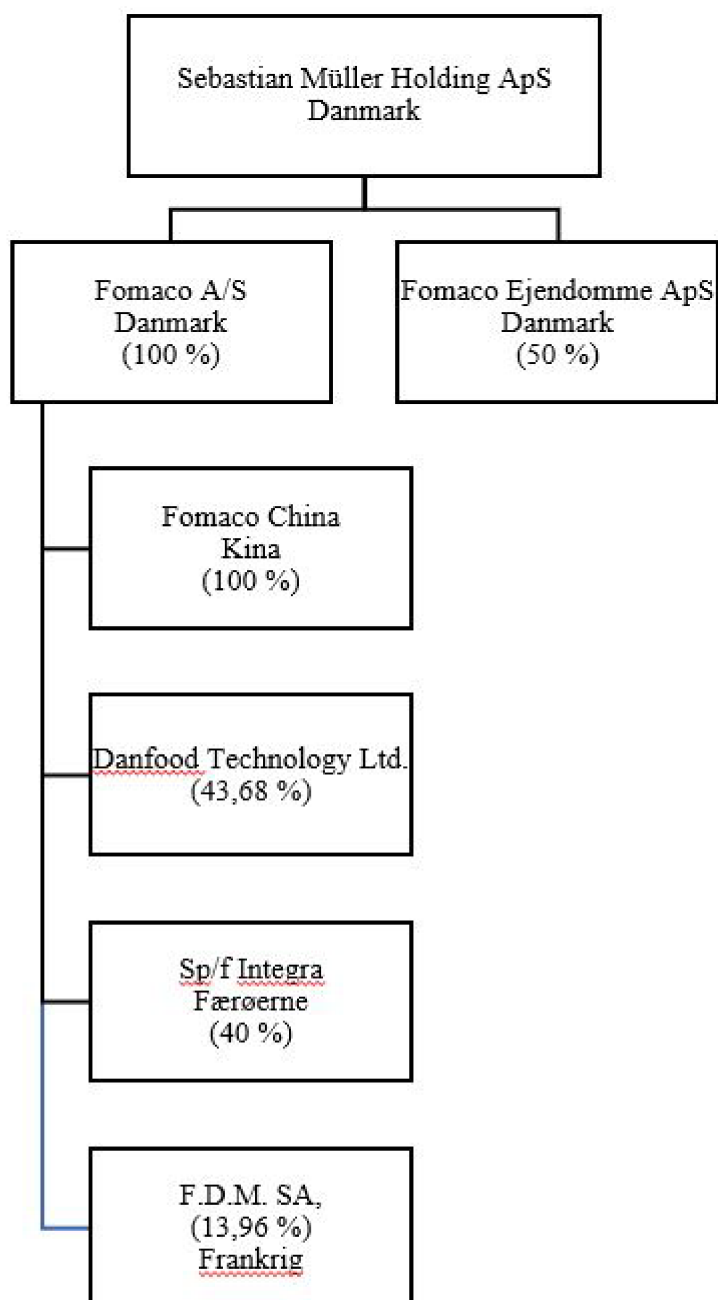 Sebastian Müller Holding ApS
Danmark
Fomaco A/S
Danmark
(100 %)
Fomaco Ejendomme ApS
Danmark
(50 %)
Fomaco China
Kina
(100 %)
Danfood Technology Ltd.
(43,68 %)
Sp/f Integra
Færøerne
(40 %)
F.D.M. SA,
(13,96 %)
Frankrig